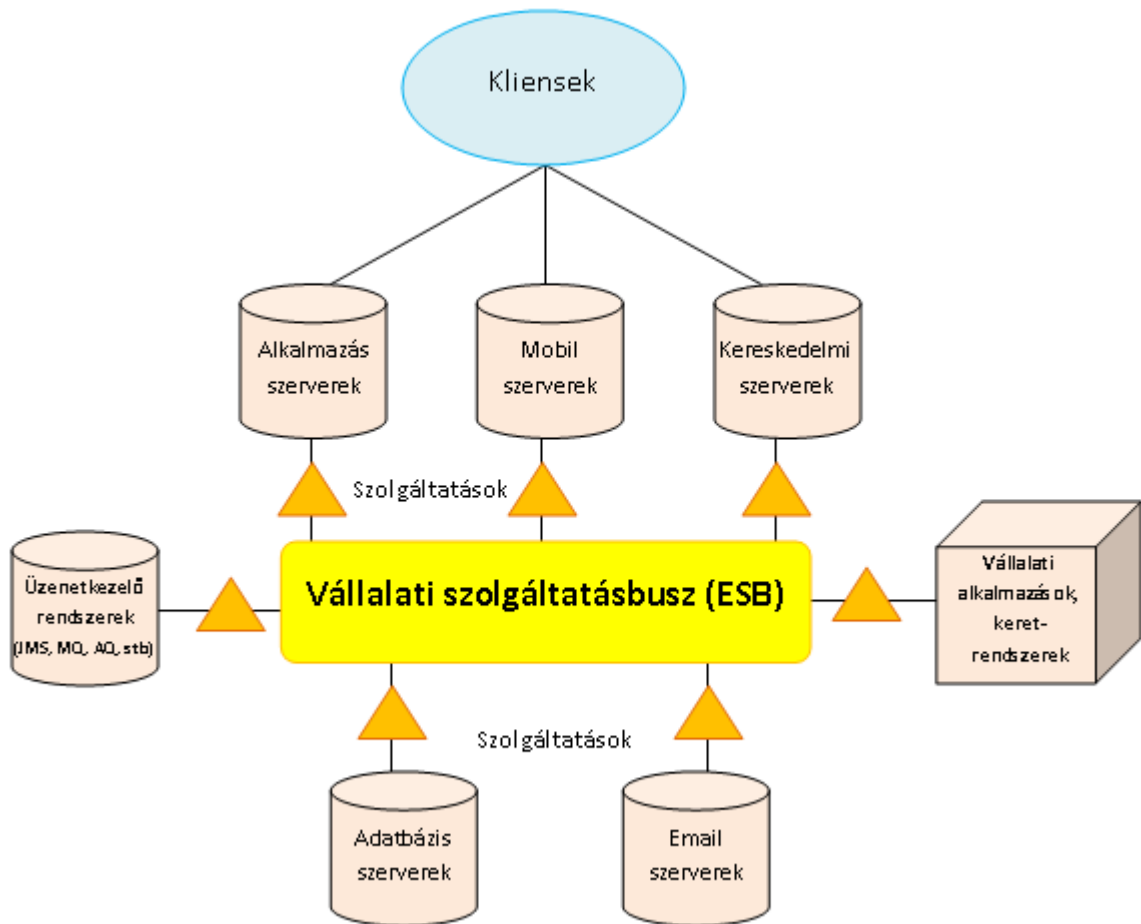 Kliensek
Alkalmazás
szerverek
Mobil
szerverek
Kereskedelmi
szerverek
Szolgáltatások
Üzenetkezelő
rendszerek
(JMS, MQ, AQ, stb)
Vállalati szolgáltatásbusz (ESB)
Vállalati
alkalmazások,
keret-
rendszerek
Szolgáltatások
Adatbázis
szerverek
Email
szerverek